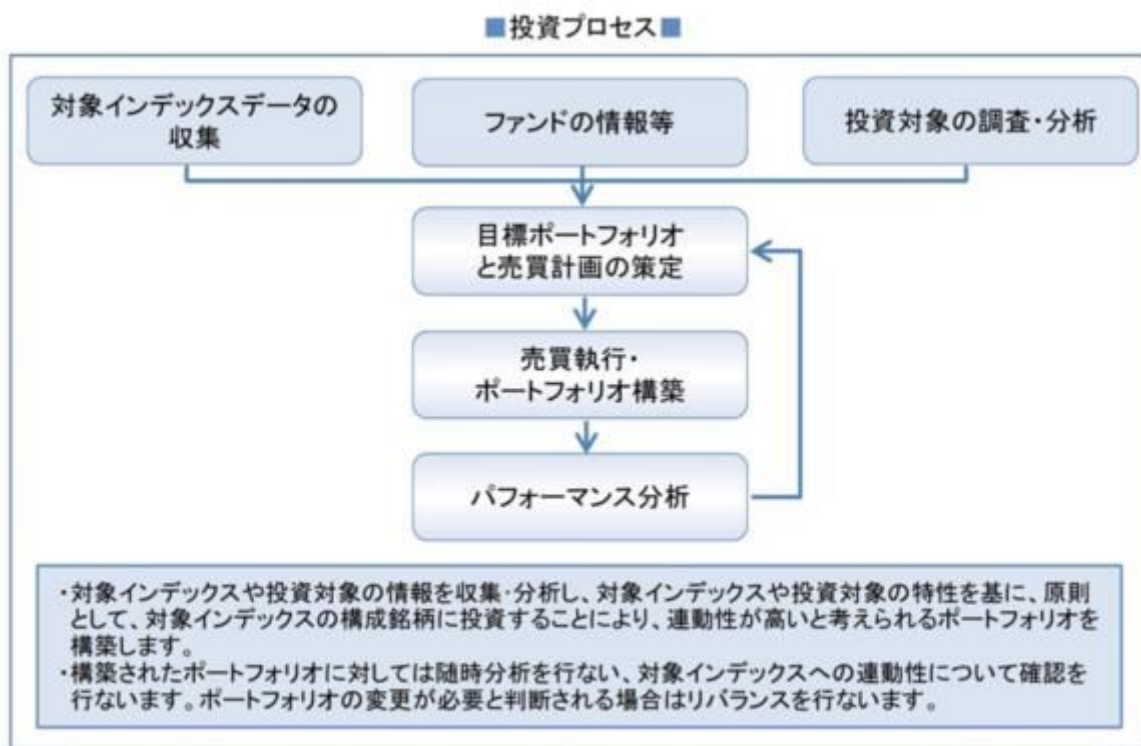 ■投資プロセス■
対象インデックスデータの
収集
ファンドの情報等
投資対象の調査・分析
目標ポートフォリオ
と売買計画の策定
売買執行・
ポートフォリオ構築
パフォーマンス分析
・対象インデックスや投資対象の情報を収集・分析し、対象インデックスや投資対象の特性を基に、原則
として、対象インデックスの構成銘柄に投資することにより、連動性が高いと考えられるポートフォリオを
構築します。
・構築されたポートフォリオに対しては随時分析を行ない、対象インデックスへの連動性について確認を
行ないます。ポートフォリオの変更が必要と判断される場合はリバランスを行ないます。